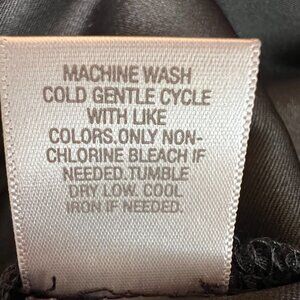 MACHINE WASH
COLD GENTLE CYCLE
WITH LIKE
COLORS.ONLY NON-
CHLORINE BLEACH IF
NEEDED.TUMBLE
DRY LOW. COOL
IRON IF NEEDED.